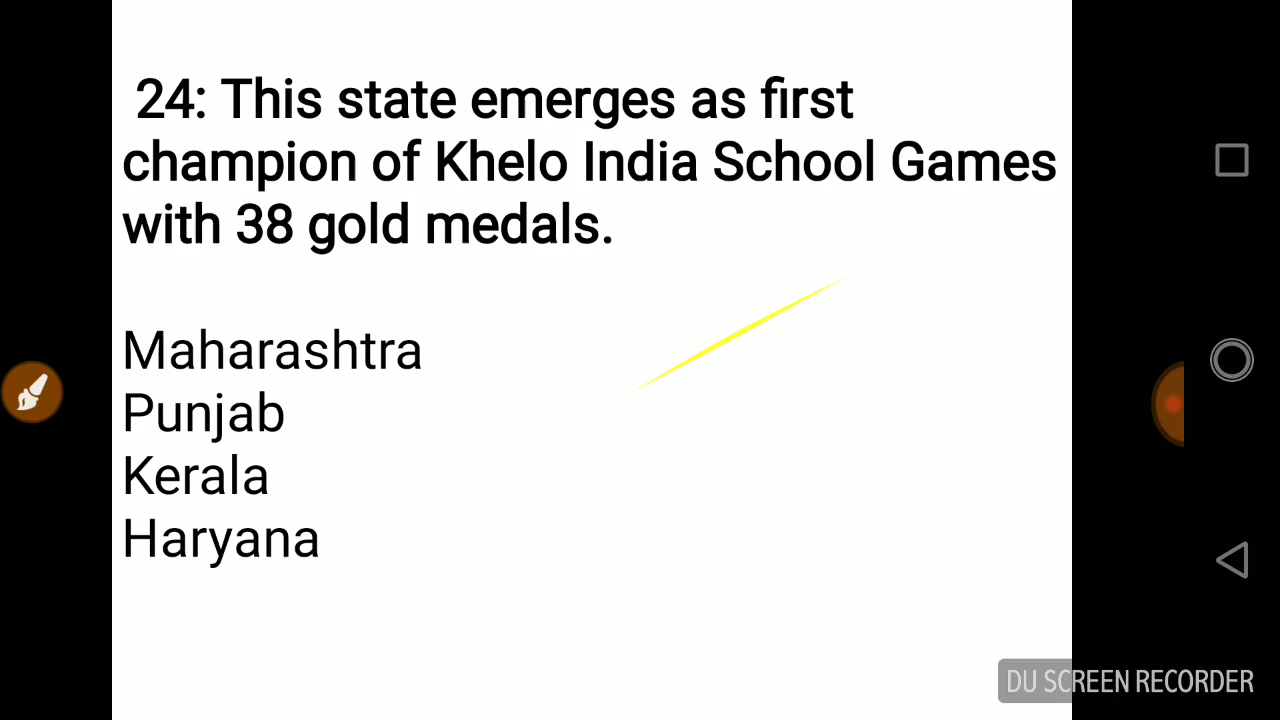 24: This state emerges as first
champion of Khelo India School Games
with 38 gold medals.
Maharashtra
Punjab
Kerala
Haryana
DU SCREEN RECORDER